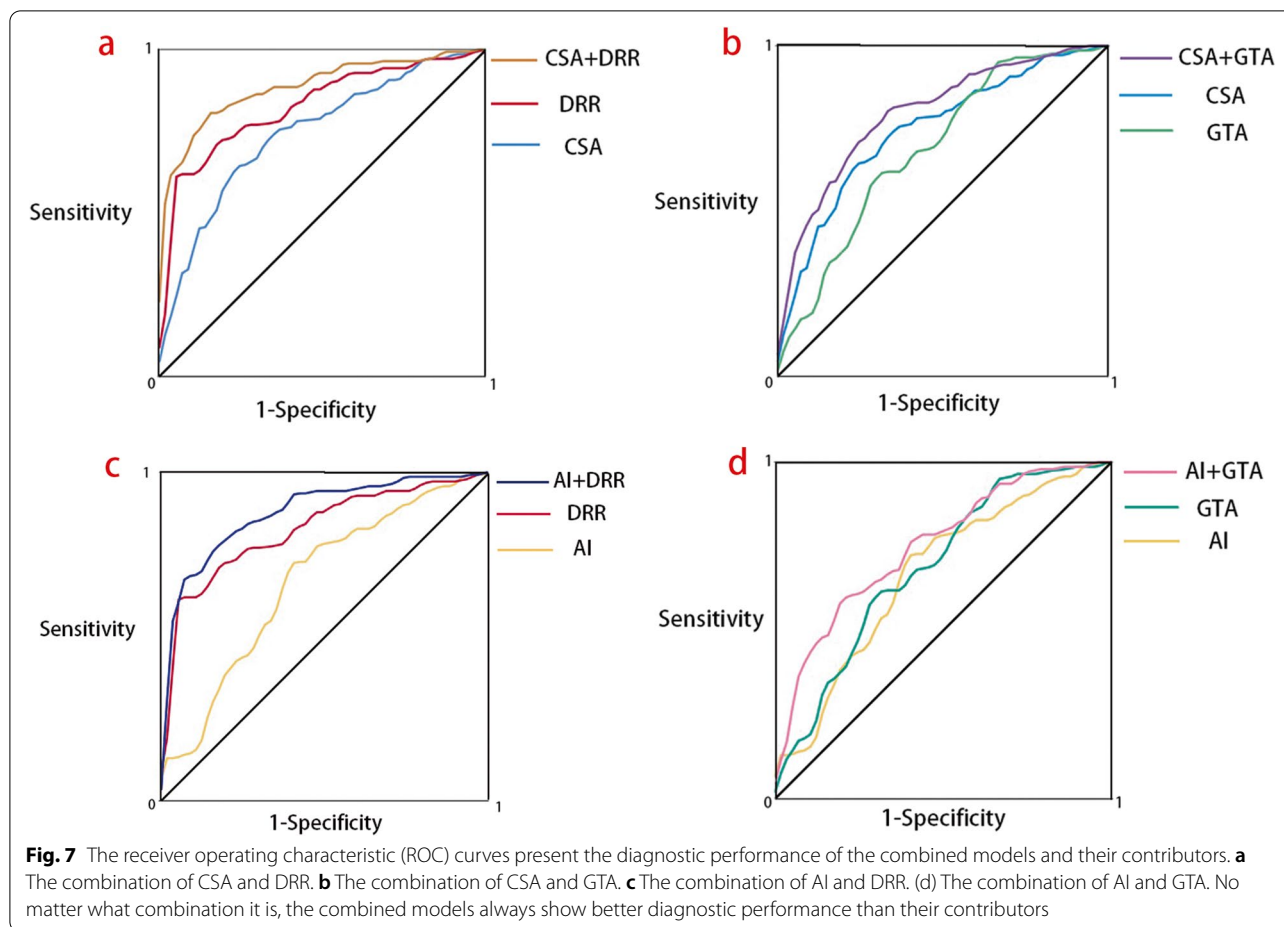 a
1
CSA+DRR
DRR
CSA
Sensitivity
0
1
1-Specificity
b
1
CSA+GTA
CSA
GTA
Sensitivity
0
1
1-Specificity
c
1
AI+DRR
DRR
AI
Sensitivity
0
1
1-Specificity
d
1
AI+GTA
GTA
AI
Sensitivity
0
1
1-Specificity
Fig. 7 The receiver operating characteristic (ROC) curves present the diagnostic performance of the combined models and their contributors. a
The combination of CSA and DRR. b The combination of CSA and GTA. c The combination of AI and DRR. (d) The combination of AI and GTA. No
matter what combination it is, the combined models always show better diagnostic performance than their contributors